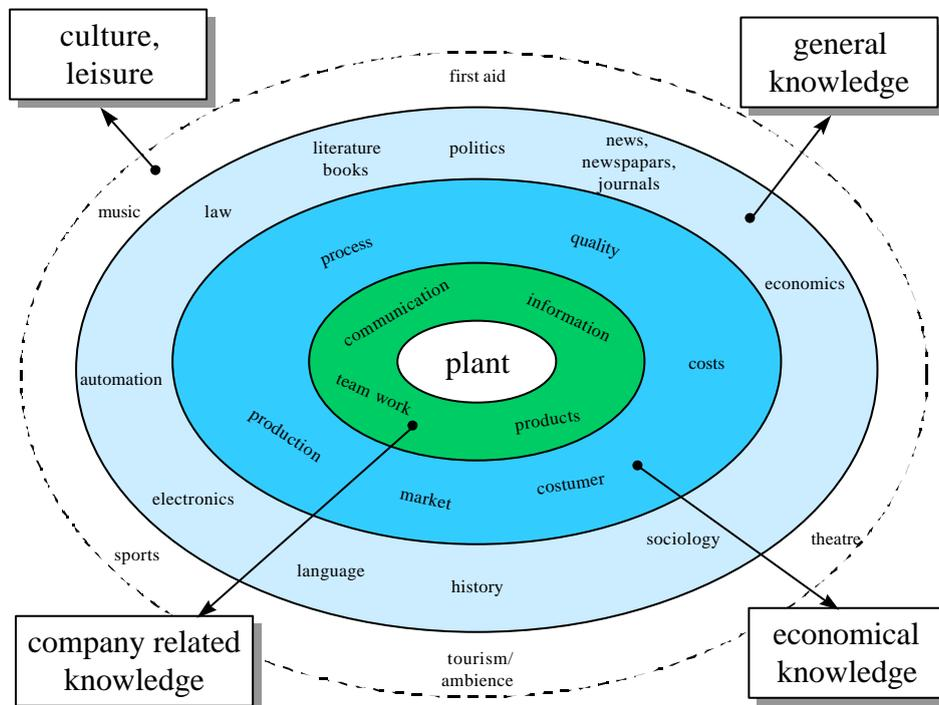 culture,
leisure
general
knowledge
first aid
literature
books
politics
news,
newspapars,
journals
music
law
process
quality
economics
communication
information
plant
costs
automation
team work
products
production
market
costumer
electronics
sociology
theatre
sports
language
history
company related
knowledge
economical
knowledge
tourism/
ambience